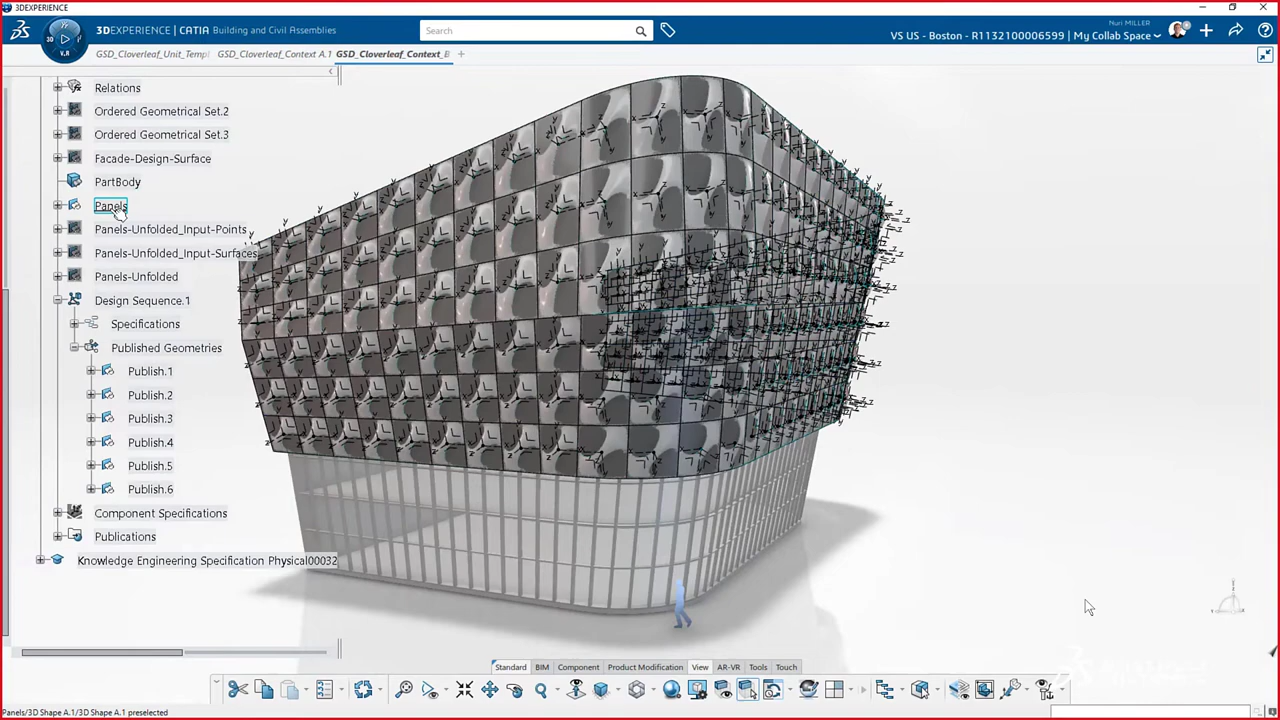 3DEXPERIENCE
3DEXPERIENCE | CATIA Building and Civil Assemblies
Search
Nuri MILLER
VS US - Boston - R1132100006599 | My Collab Space
3D
V.R
GSD_Cloverleaf_Unit_Templ
GSD_Cloverleaf_Context A.1
GSD_Cloverleaf_Context_B
Relations
Ordered Geometrical Set.2
Ordered Geometrical Set.3
Facade-Design-Surface
PartBody
Panels
Panels-Unfolded_Input-Points
Panels-Unfolded_Input-Surfaces
Panels-Unfolded
Design Sequence.1
Specifications
Published Geometries
Publish.1
Publish.2
Publish.3
Publish.4
Publish.5
Publish.6
Component Specifications
Publications
Knowledge Engineering Specification Physical00032
Standard
BIM
Component
Product Modification
View
AR-VR
Tools
Touch
Panels/3D Shape A.1/3D Shape A.1 preselected